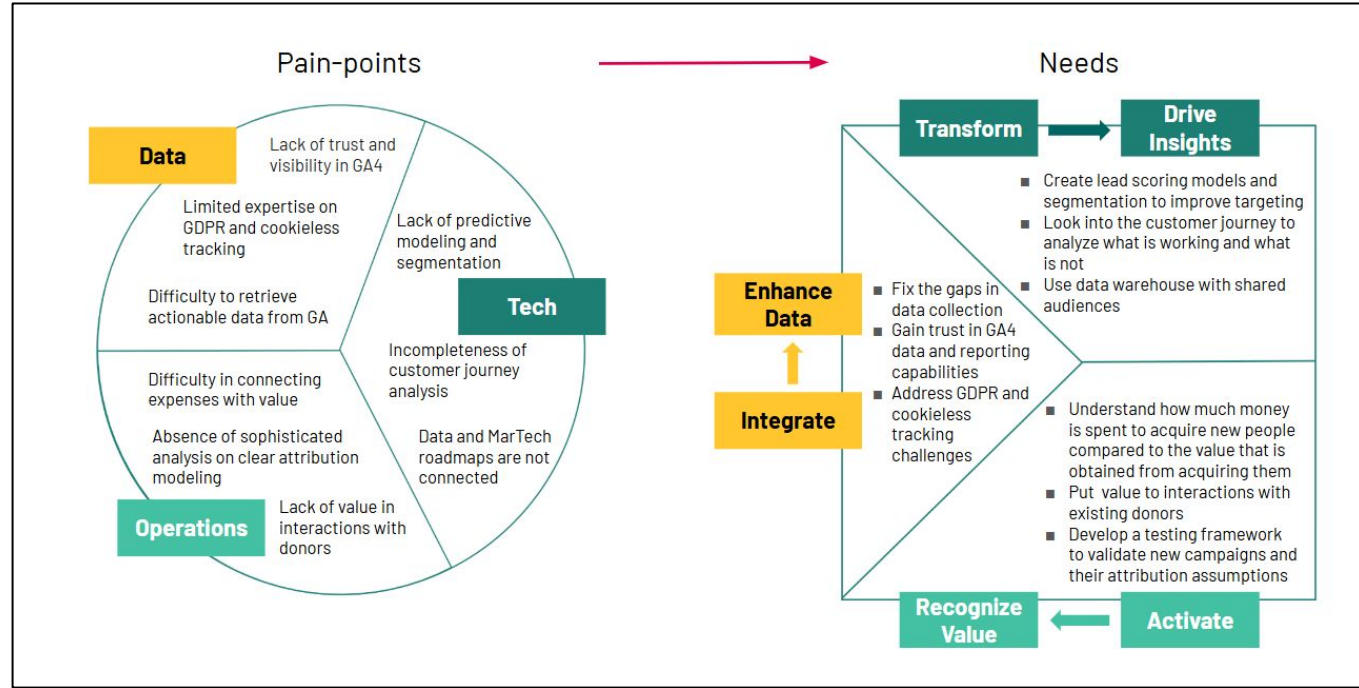 Pain-points
Data
Lack of trust and
visibility in GA4
Limited expertise on
GDPR and cookieless
tracking
Difficulty to retrieve
actionable data from GA
Lack of predictive
modeling and
segmentation
Tech
Incompleteness of
customer journey
analysis
Data and MarTech
roadmaps are not
connected
Difficulty in connecting
expenses with value
Absence of sophisticated
analysis on clear attribution
modeling
Operations
Lack of value in
interactions with
donors
Needs
Transform
Drive
Insights
■ Create lead scoring models and
segmentation to improve targeting
■ Look into the customer journey to
analyze what is working and what
is not
■ Use data warehouse with shared
audiences
Enhance
Data
Integrate
■ Fix the gaps in
data collection
■ Gain trust in GA4
data and reporting
capabilities
■ Address GDPR and
cookieless
tracking
challenges
■ Understand how much money
is spent to acquire new people
compared to the value that is
obtained from acquiring them
■ Put value to interactions with
existing donors
■ Develop a testing framework
to validate new campaigns and
their attribution assumptions
Recognize
Value
Activate